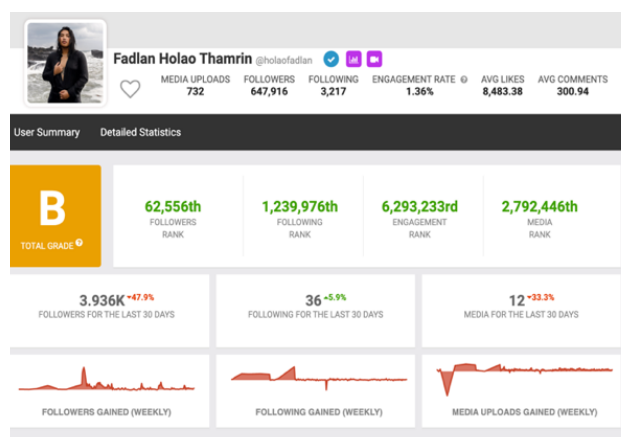 Fadlan Holao Thamrin @holaofadlan
MEDIA UPLOADS FOLLOWERS FOLLOWING ENGAGEMENT RATE AVG LIKES AVG COMMENTS
732 647,916 3,217 1.36% 8,483.38 300.94
User Summary Detailed Statistics
B
TOTAL GRADE ?
62,556th 1,239,976th 6,293,233rd 2,792,446th
FOLLOWERS FOLLOWING ENGAGEMENT MEDIA
RANK RANK RANK RANK
3.936K -47.9% 36 +5.9% 12 -33.3%
FOLLOWERS FOR THE LAST 30 DAYS FOLLOWING FOR THE LAST 30 DAYS MEDIA FOR THE LAST 30 DAYS
FOLLOWERS GAINED (WEEKLY) FOLLOWING GAINED (WEEKLY) MEDIA UPLOADS GAINED (WEEKLY)